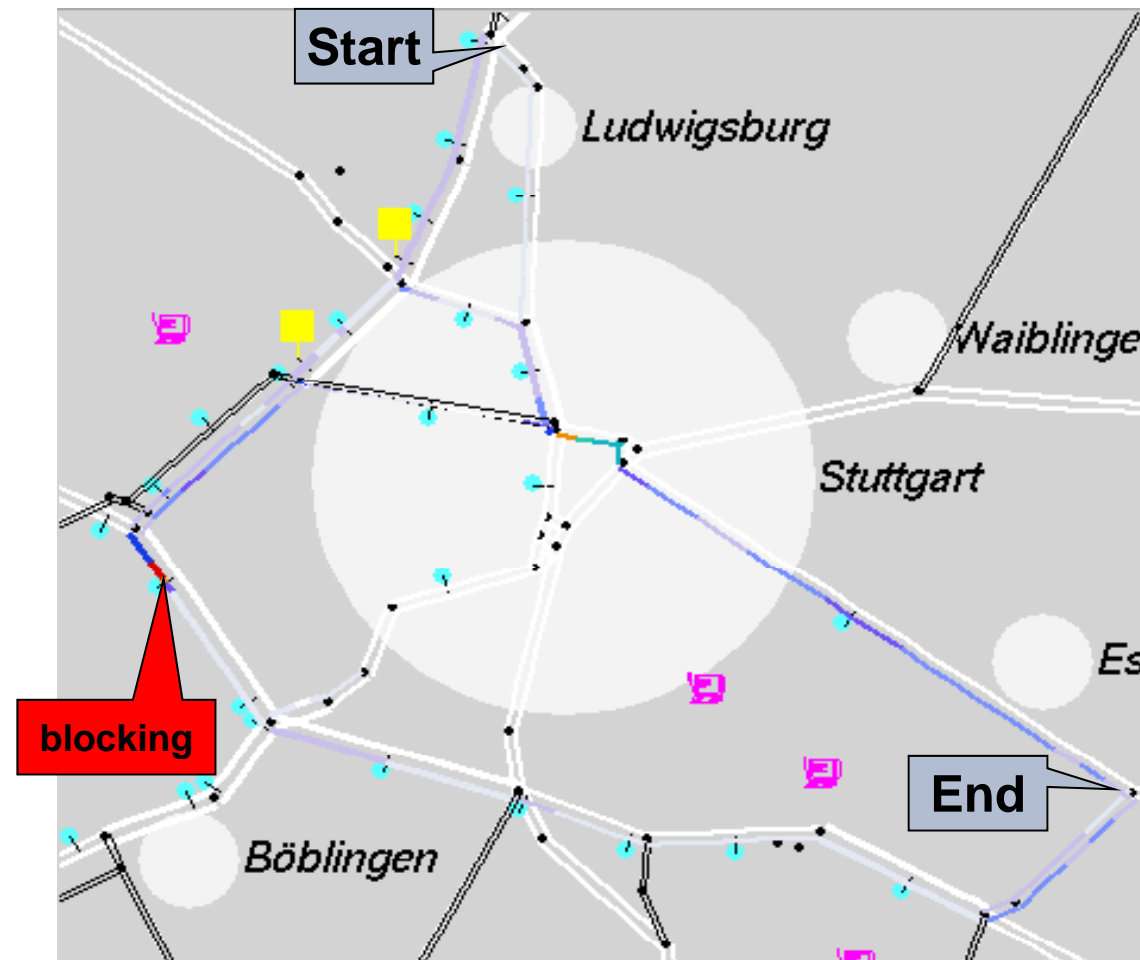 Start
Ludwigsburg
Waiblinge
Stuttgart
Es
blocking
End
Böblingen